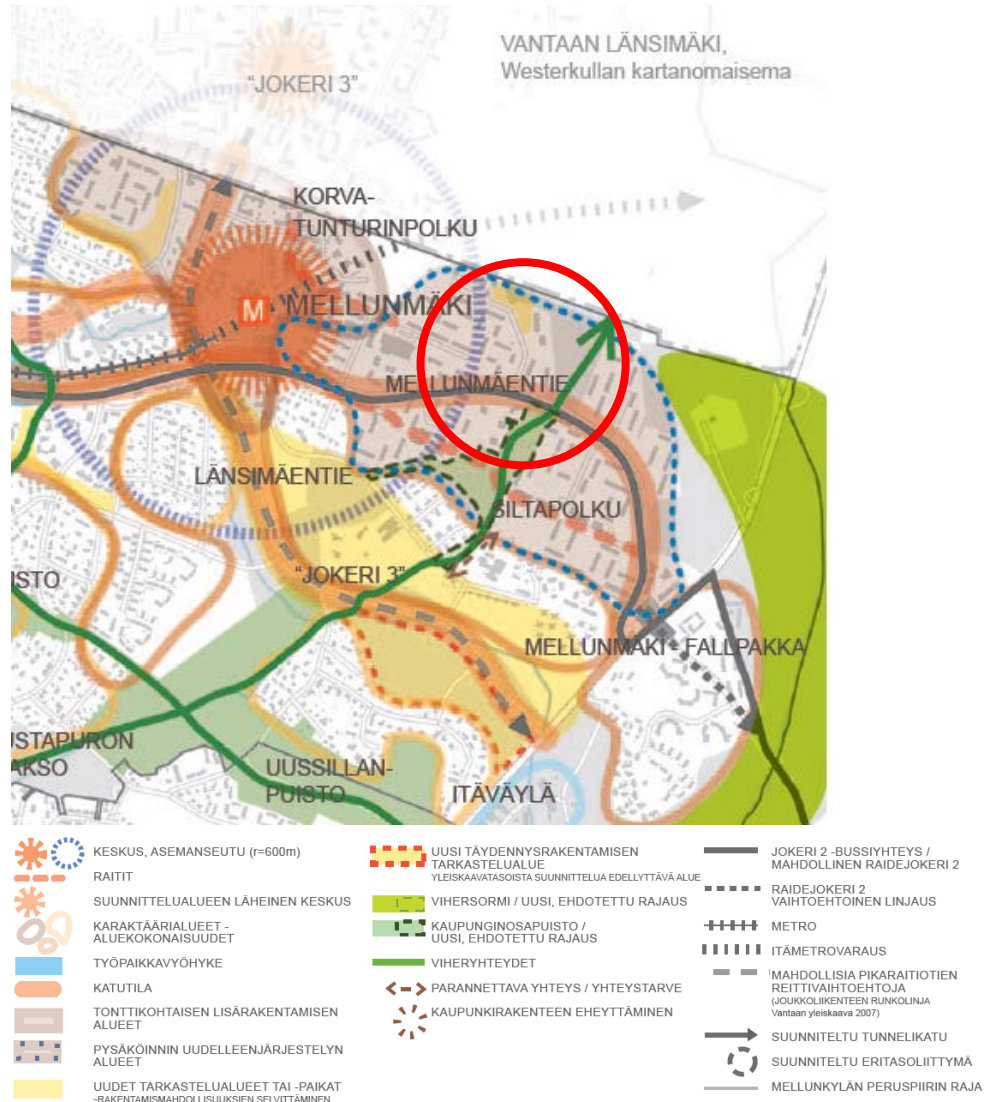 VANTAAN LÄNSIMÄKI,
Westerkullan kartanomaisema
"JOKERI 3"
KORVA-
TUNTURINPOLKU
M
MELLUNMÄKI
MELLUNMÄENTIE
LÄNSIMÄENTIE
SILTAPOLKU
ISTO
"JOKERI 3"
MELLUNMÄKI - FALLPAKKA
USTAPURON
AKSO
UUSSILLAN-
PUISTO
ITÄVÄYLÄ
KESKUS, ASEMANSEUTU (r=600m)
RAITIT
SUUNNITTELUALUEEN LÄHEINEN KESKUS
KARAKTÄÄRIALUEET -
ALUEKOKONAISUUDET
TYÖPAIKKAVYÖHYKE
KATUTILA
TONTTIKOHTAISEN LISÄRAKENTAMISEN
ALUEET
PYSÄKÖINNIN UUDELLEENJÄRJESTELYN
ALUEET
UUDET TARKASTELUALUEET TAI -PAIKAT
-RAKENTAMISMAHDOLLISUUKSIEN SELVITTÄMINEN
UUSI TÄYDENNYSRAKENTAMISEN
TARKASTELUALUE
YLEISKAAVATASOISTA SUUNNITTELUA EDELLYTTÄVÄ ALUE
VIHERSORMI / UUSI, EHDOTETTU RAJAUS
KAUPUNGINOSAPUISTO /
UUSI, EHDOTETTU RAJAUS
VIHERYHTEYDET
PARANNETTAVA YHTEYS / YHTEYSTARVE
KAUPUNKIRAKENTEEN EHEYTTÄMINEN
JOKERI 2 -BUSSIYHTEYS /
MAHDOLLINEN RAIDEJOKERI 2
RAIDEJOKERI 2
VAIHTOEHTOINEN LINJAUS
METRO
ITÄMETROVARAUS
MAHDOLLISIA PIKARAITIOTIEN
REITTIVAIHTOEHTOJA
(JOUKKOLIIKENTEEN RUNKOLINJA
Vantaan yleiskaava 2007)
SUUNNITELTU TUNNELIKATU
SUUNNITELTU ERITASOLIITTYMÄ
MELLUNKYLÄN PERUSPIIRIN RAJA